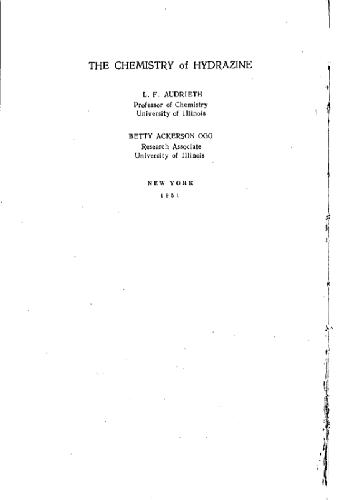 THE CHEMISTRY of HYDRAZINE
L. F. AUDRIETH
Professor of Chemistry
University of Illinois
BETTY ACKERSON OGG
Research Associate
University of Illinois
NEW YORK
1951